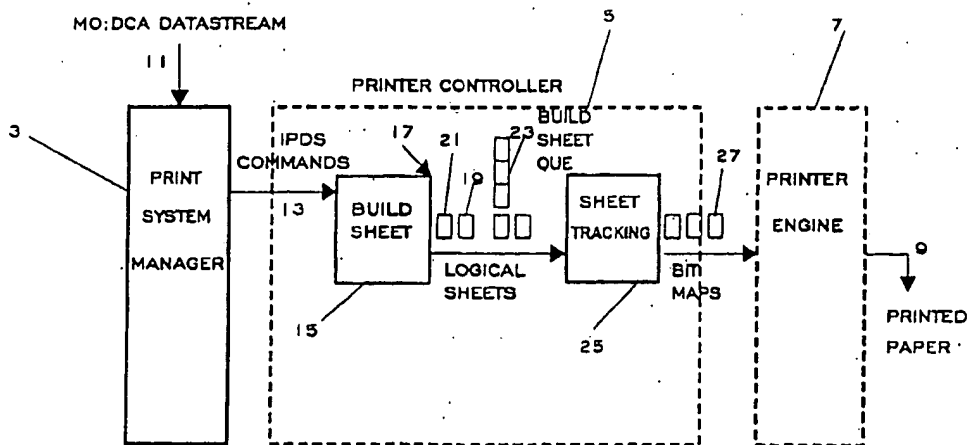 MO:DCA DATASTREAM
11
5
7
PRINTER CONTROLLER
3
IPDS
COMMANDS
17
21
19
23
BUILD
SHEET
QUE
27
PRINT
SYSTEM
MANAGER
13
BUILD
SHEET
SHEET
TRACKING
PRINTER
ENGINE
LOGICAL
SHEETS
BIT
MAPS
9
15
25
PRINTED
PAPER